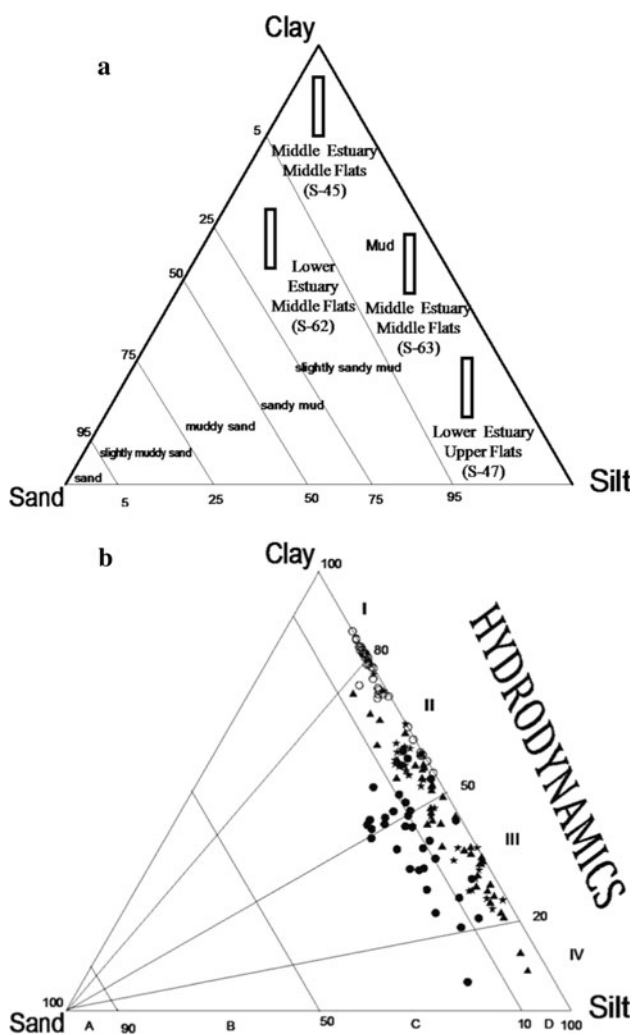 Clay
a
5
Middle Estuary
Middle Flats
(S-45)
25
Mud
Lower
Estuary
Middle Flats
(S-62)
50
Middle Estuary
Middle Flats
(S-63)
75
slightly sandy mud
sandy mud
muddy sand
95
slightly muddy sand
Lower Estuary
Upper Flats
(S-47)
sand
Sand
Silt
5
25
50
75
95
b
Clay
100
I
80
II
HYDRODYNAMICS
50
III
20
IV
100
Sand
Silt
A
90
B
50
C
10
D
100